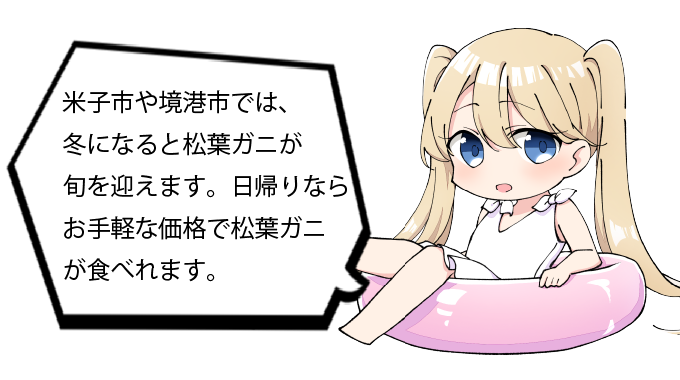 米子市や境港市では、
冬になると松葉ガニが
旬を迎えます。日帰りなら
お手軽な価格で松葉ガニ
が食べれます。